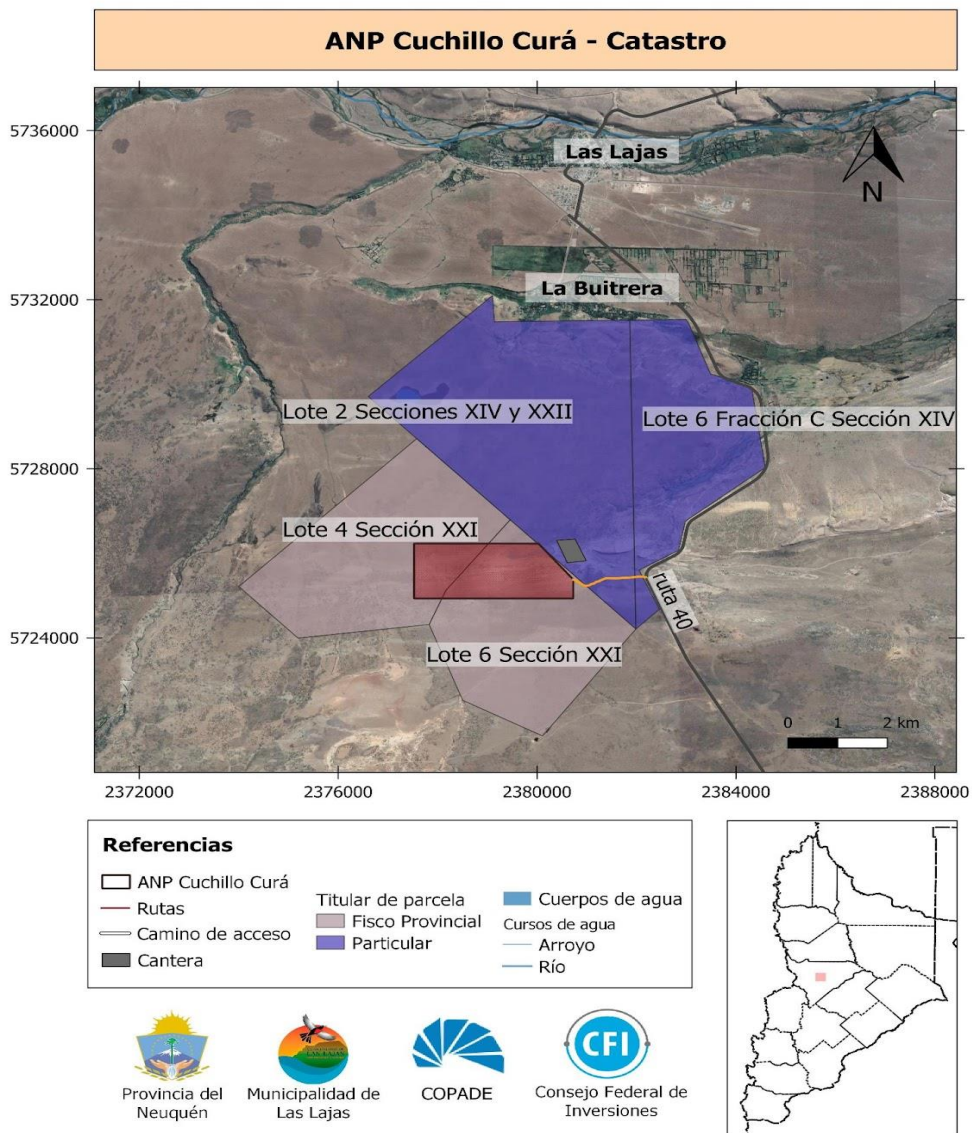 ANP Cuchillo Curá - Catastro
5736000
5732000
5728000
5724000
Las Lajas
N
La Buitrera
Lote 2 Secciones XIV y XXII
Lote 6 Fracción C Sección XIV
Lote 4 Sección XXI
ruta 40
Lote 6 Sección XXI
0 1 2 km
2372000 2376000 2380000 2384000 2388000
Referencias
ANP Cuchillo Curá
Rutas
Camino de acceso
Cantera
Titular de parcela
Fisco Provincial
Particular
Cuerpos de agua
Cursos de agua
Arroyo
Río
Provincia del
Neuquén
LAS LAJAS
Municipalidad de
Las Lajas
COPADE
CFI
Consejo Federal de
Inversiones